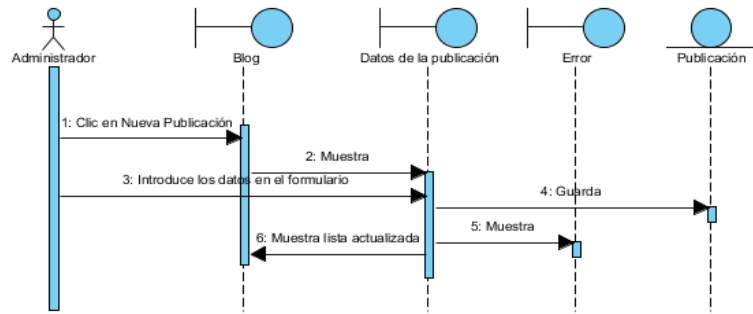 Administrador
Blog
Datos de la publicación
Error
Publicación
1: Clic en Nueva Publicación
2: Muestra
3: Introduce los datos en el formulario
4: Guarda
5: Muestra
6: Muestra lista actualizada